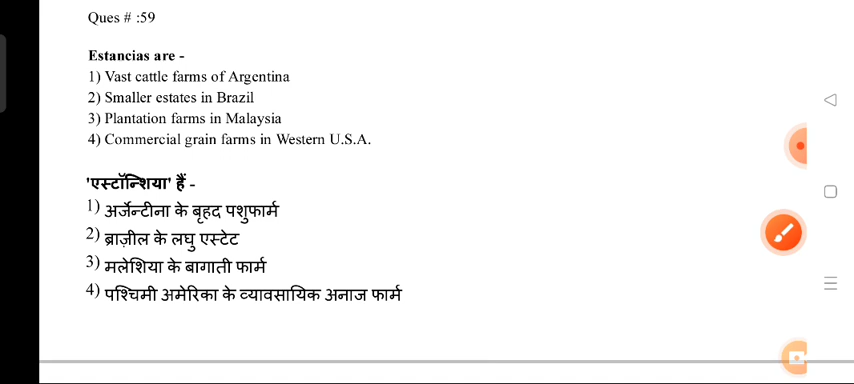 Ques # :59
Estancias are -
1) Vast cattle farms of Argentina
2) Smaller estates in Brazil
3) Plantation farms in Malaysia
4) Commercial grain farms in Western U.S.A.
'एस्टॉन्शिया' हैं -
1) अर्जेन्टीना के बृहद पशुफार्म
2) ब्राज़ील के लघु एस्टेट
3) मलेशिया के बागाती फार्म
4) पश्चिमी अमेरिका के व्यावसायिक अनाज फार्म